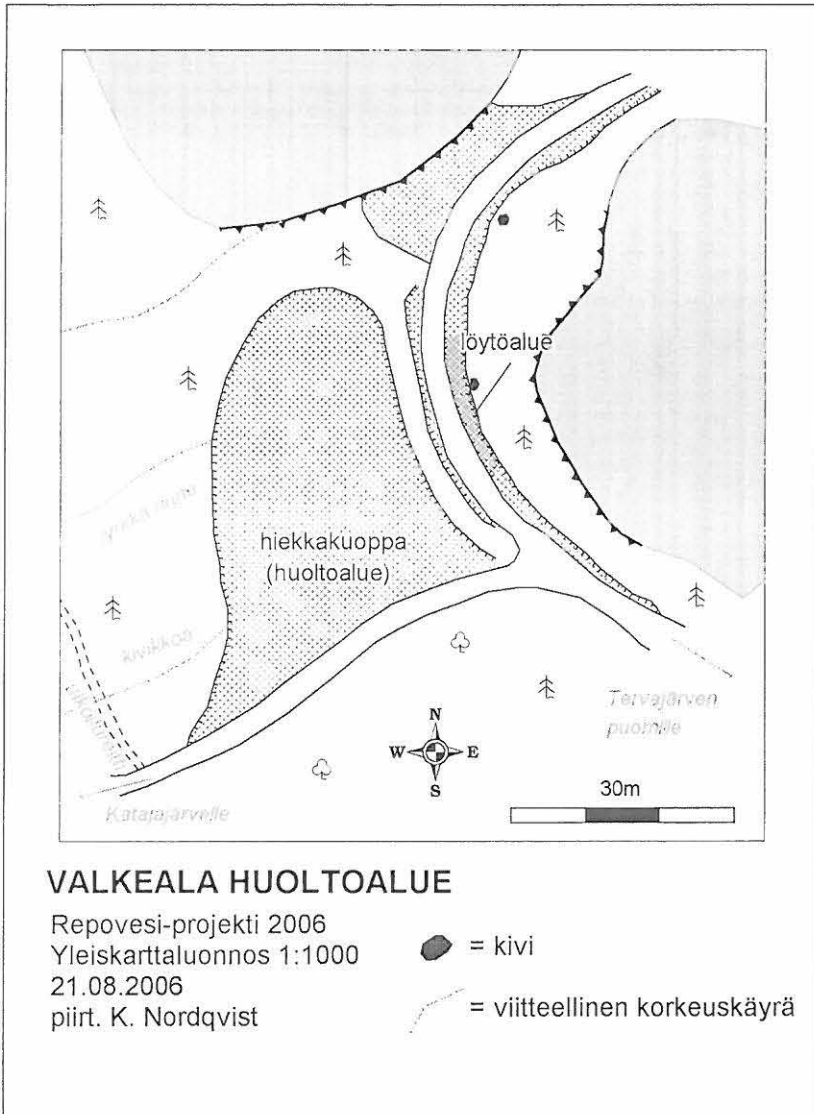 löytöalue
hiekkakuoppa
(huoltoalue)
kivikkoa
Tervajärven
puomille
Katajajärvelle
N
W
E
S
30m
VALKEALA HUOLTOALUE
Repovesi-projekti 2006
Yleiskarttaluonnos 1:1000
21.08.2006
piirt. K. Nordqvist
= kivi
= viitteellinen korkeuskäyrä